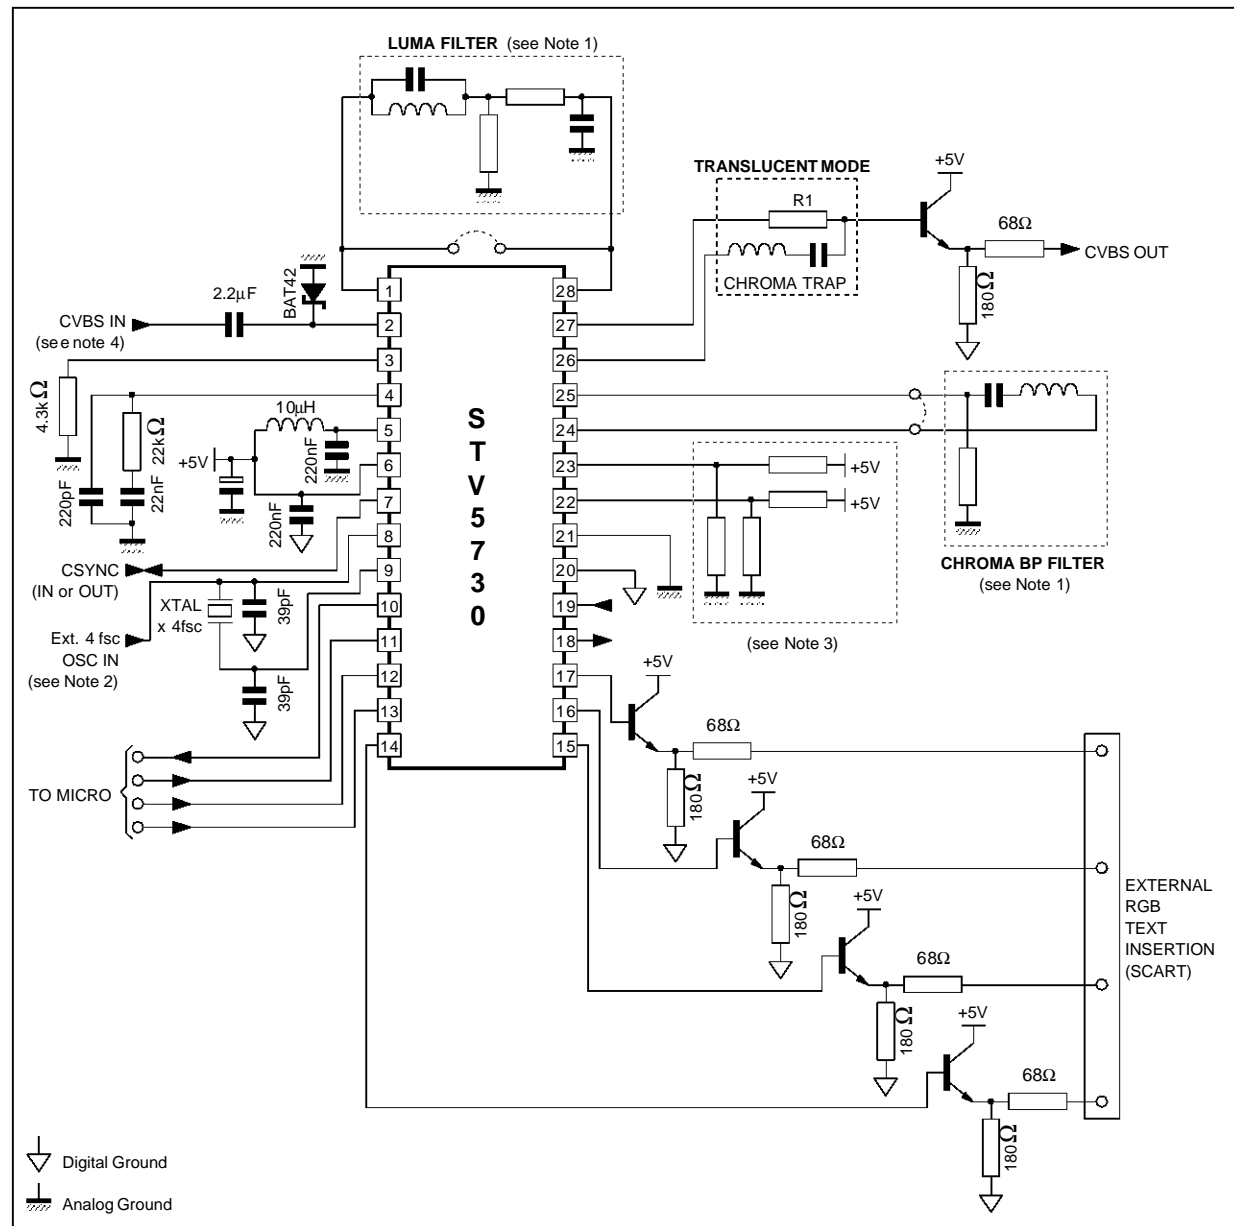 LUMA FILTER (see Note 1)
TRANSLUCENT MODE
+5V
R1
68Ω
CVBS OUT
CHROMA TRAP
180Ω
BAT42
2.2µF
CVBS IN
(see note 4)
1
2
3
4
5
6
7
8
9
10
11
12
13
14
28
27
26
25
24
23
22
21
20
19
18
17
16
15
STV5730
4.3kΩ
22kΩ
10µH
220nF
+5V
220pF
22nF
220nF
CSYNC
(IN or OUT)
XTAL
x 4fsc
39pF
Ext. 4 fsc
OSC IN
(see Note 2)
39pF
+5V
+5V
(see Note 3)
CHROMA BP FILTER
(see Note 1)
TO MICRO
+5V
68Ω
180Ω
+5V
68Ω
180Ω
+5V
68Ω
180Ω
+5V
68Ω
180Ω
EXTERNAL
RGB
TEXT
INSERTION
(SCART)
Digital Ground
Analog Ground